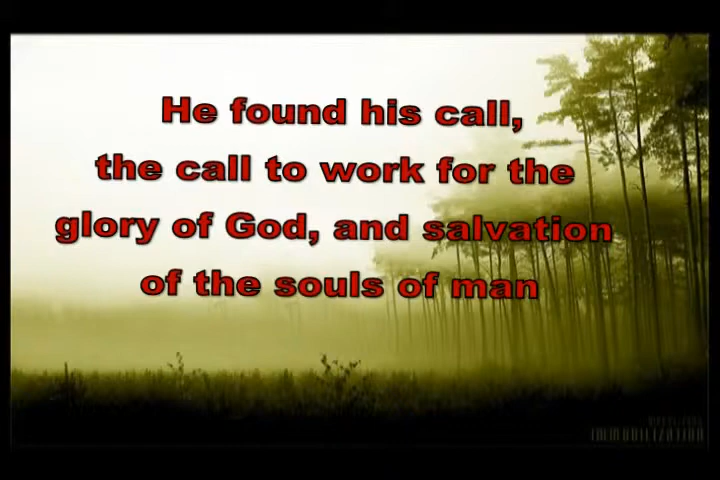 He found his call,
the call to work for the
glory of God, and salvation
of the souls of man